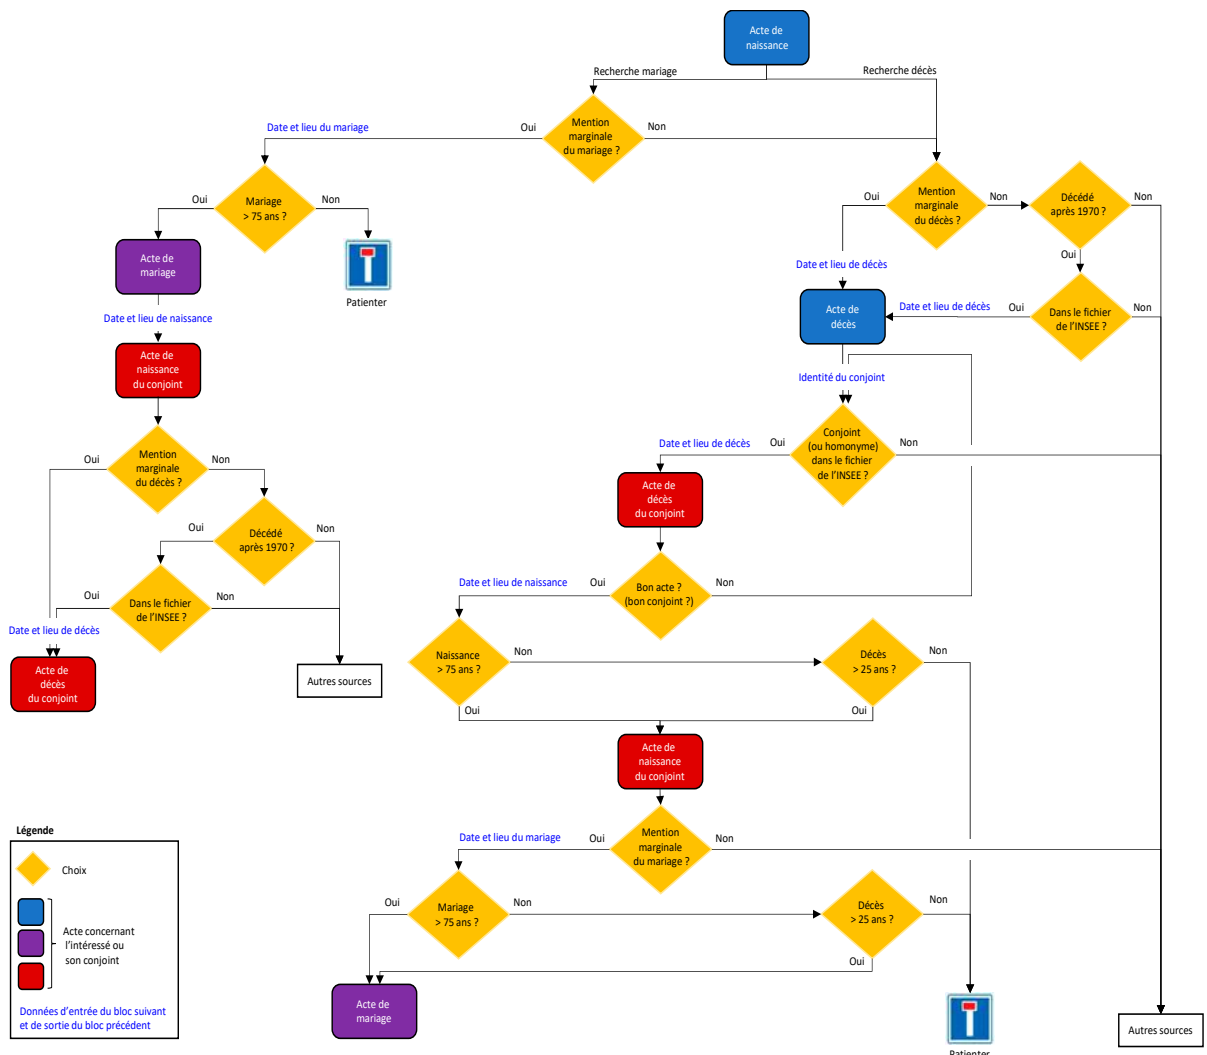 Acte de
naissance
Recherche mariage
Recherche décès
Date et lieu du mariage
Oui
Mention
marginale
du mariage ?
Non
Oui
Mariage
> 75 ans ?
Non
Oui
Mention
marginale
du décès ?
Non
Décédé
après 1970 ?
Non
Acte de
mariage
Patienter
Oui
Date et lieu de décès
Date et lieu de naissance
Acte de
décès
Date et lieu de décès
Oui
Dans le fichier
de l’INSEE ?
Non
Acte de
naissance
du conjoint
Identité du conjoint
Oui
Mention
marginale
du décès ?
Non
Date et lieu de décès
Oui
Conjoint
(ou homonyme)
dans le fichier
de l’INSEE ?
Non
Acte de
décès
du conjoint
Oui
Décédé
après 1970 ?
Non
Oui
Dans le fichier
de l’INSEE ?
Non
Date et lieu de naissance
Oui
Bon acte ?
(bon conjoint ?)
Non
Date et lieu de décès
Acte de
décès
du conjoint
Autres sources
Naissance
> 75 ans ?
Non
Décès
> 25 ans ?
Non
Oui
Oui
Acte de
naissance
du conjoint
Date et lieu du mariage
Oui
Mention
marginale
du mariage ?
Non
Légende
Choix
Acte concernant
l’intéressé ou
son conjoint
Données d’entrée du bloc suivant
et de sortie du bloc précédent
Oui
Mariage
> 75 ans ?
Non
Décès
> 25 ans ?
Non
Oui
Acte de
mariage
Patienter
Autres sources